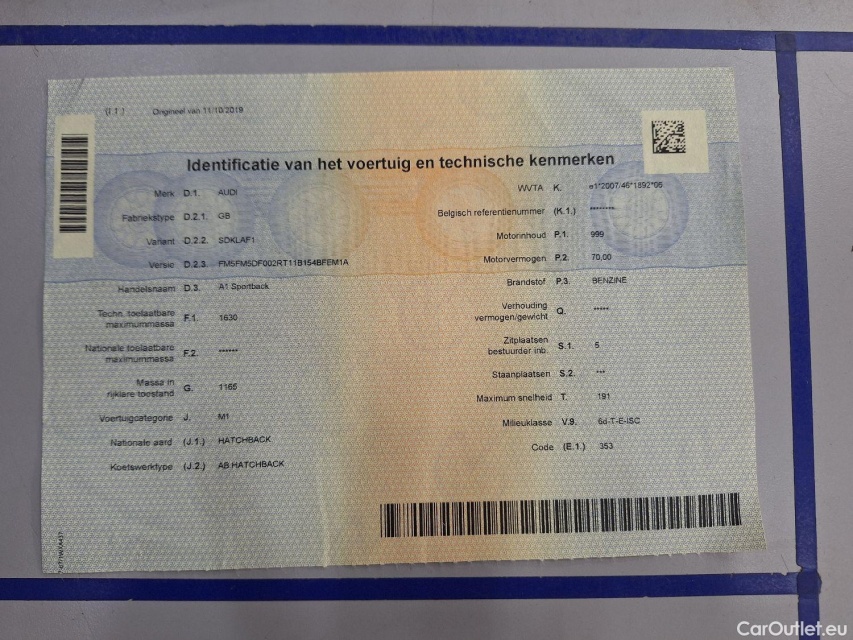 (I.1.) Origineel van 11/10/2019
Identificatie van het voertuig en technische kenmerken
Merk D.1. AUDI
Fabriekstype D.2.1. GB
Variant D.2.2. SDKLAF1
Versie D.2.3. FM5FM5DF002RT11B154BFEM1A
Handelsnaam D.3. A1 Sportback
Techn. toelaatbare
maximummassa F.1. 1630
Nationale toelaatbare
maximummassa F.2. ******
Massa in
rijklare toestand G. 1165
Voertuigcategorie J. M1
Nationale aard (J.1.) HATCHBACK
Koetswerktype (J.2.) AB HATCHBACK
WVTA K. e1*2007/46*1892*06
Belgisch referentienummer (K.1.) ********
Motorinhoud P.1. 999
Motorvermogen P.2. 70,00
Brandstof P.3. BENZINE
Verhouding
vermogen/gewicht Q. *****
Zitplaatsen
bestuurder inb. S.1. 5
Staanplaatsen S.2. ***
Maximum snelheid T. 191
Milieuklasse V.9. 6d-T-E-ISC
Code (E.1.) 353
CarOutlet.eu